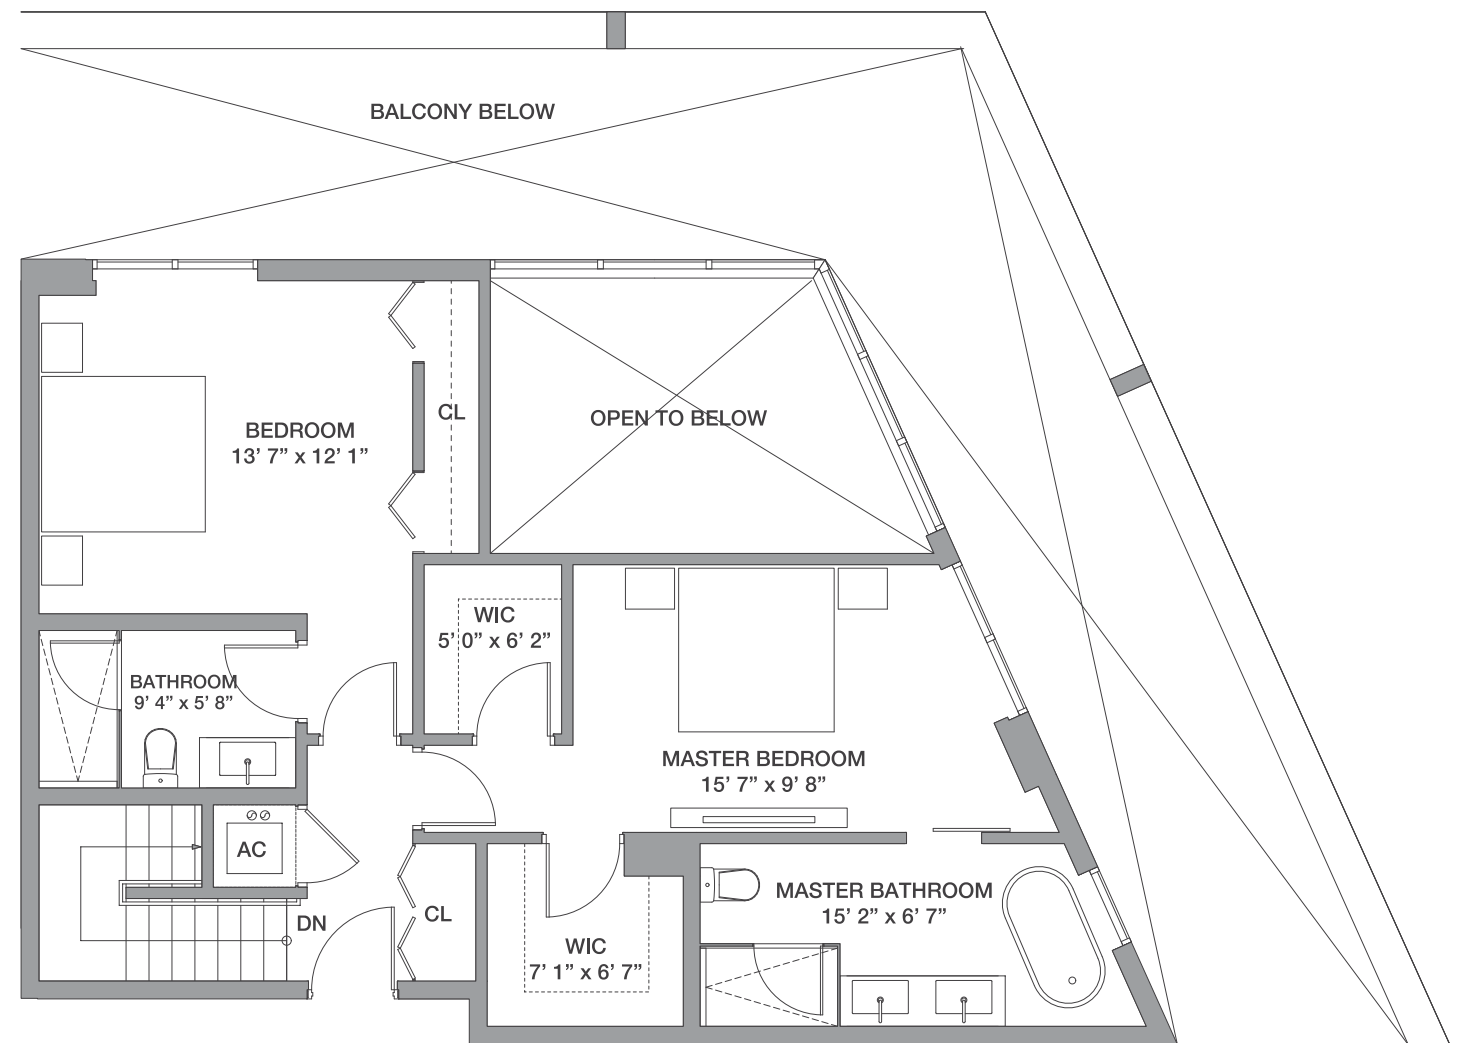 BALCONY BELOW
CL
OPEN TO BELOW
BEDROOM
13’ 7” x 12’ 1”
WIC
5’ 0” x 6’ 2”
BATHROOM
9’ 4” x 5’ 8”
MASTER BEDROOM
15’ 7” x 9’ 8”
AC
MASTER BATHROOM
15’ 2” x 6’ 7”
DN
CL
WIC
7’ 1” x 6’ 7”